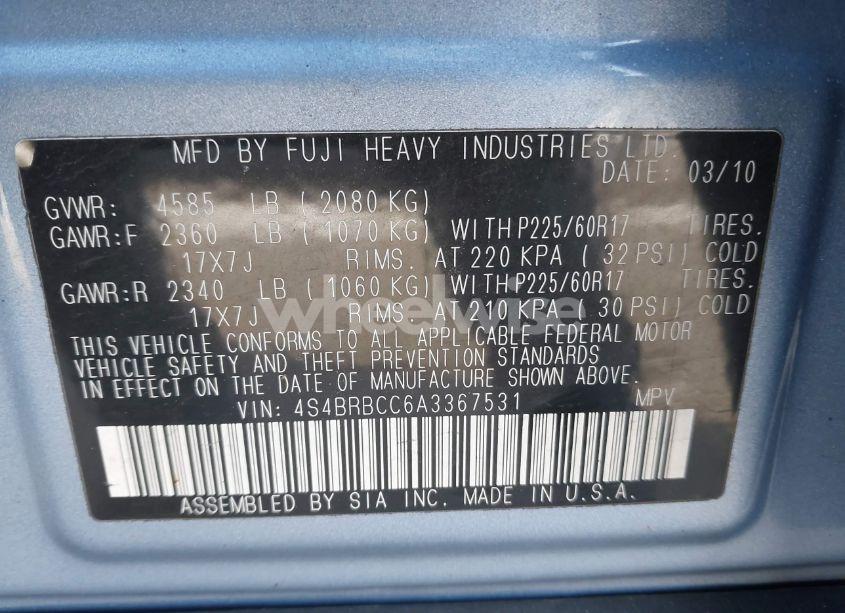 MFD BY FUJI HEAVY INDUSTRIES LTD.
DATE: 03/10
GVWR: 4585 LB ( 2080 KG)
GAWR:F 2360 LB ( 1070 KG) WITH P225/60R17 TIRES.
17X7J RIMS. AT 220 KPA ( 32 PSI) COLD
GAWR:R 2340 LB ( 1060 KG) WITH P225/60R17 TIRES.
17X7J RIMS. AT 210 KPA ( 30 PSI) COLD
wheelwise
THIS VEHICLE CONFORMS TO ALL APPLICABLE FEDERAL MOTOR
VEHICLE SAFETY AND THEFT PREVENTION STANDARDS
IN EFFECT ON THE DATE OF MANUFACTURE SHOWN ABOVE.
VIN: 4S4BRBCC6A3367531 MPV
ASSEMBLED BY SIA INC. MADE IN U.S.A.